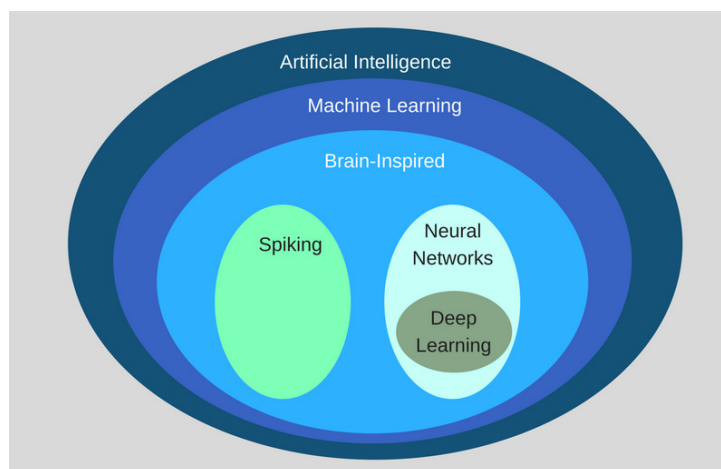 Artificial Intelligence
Machine Learning
Brain-Inspired
Spiking
Neural
Networks
Deep
Learning